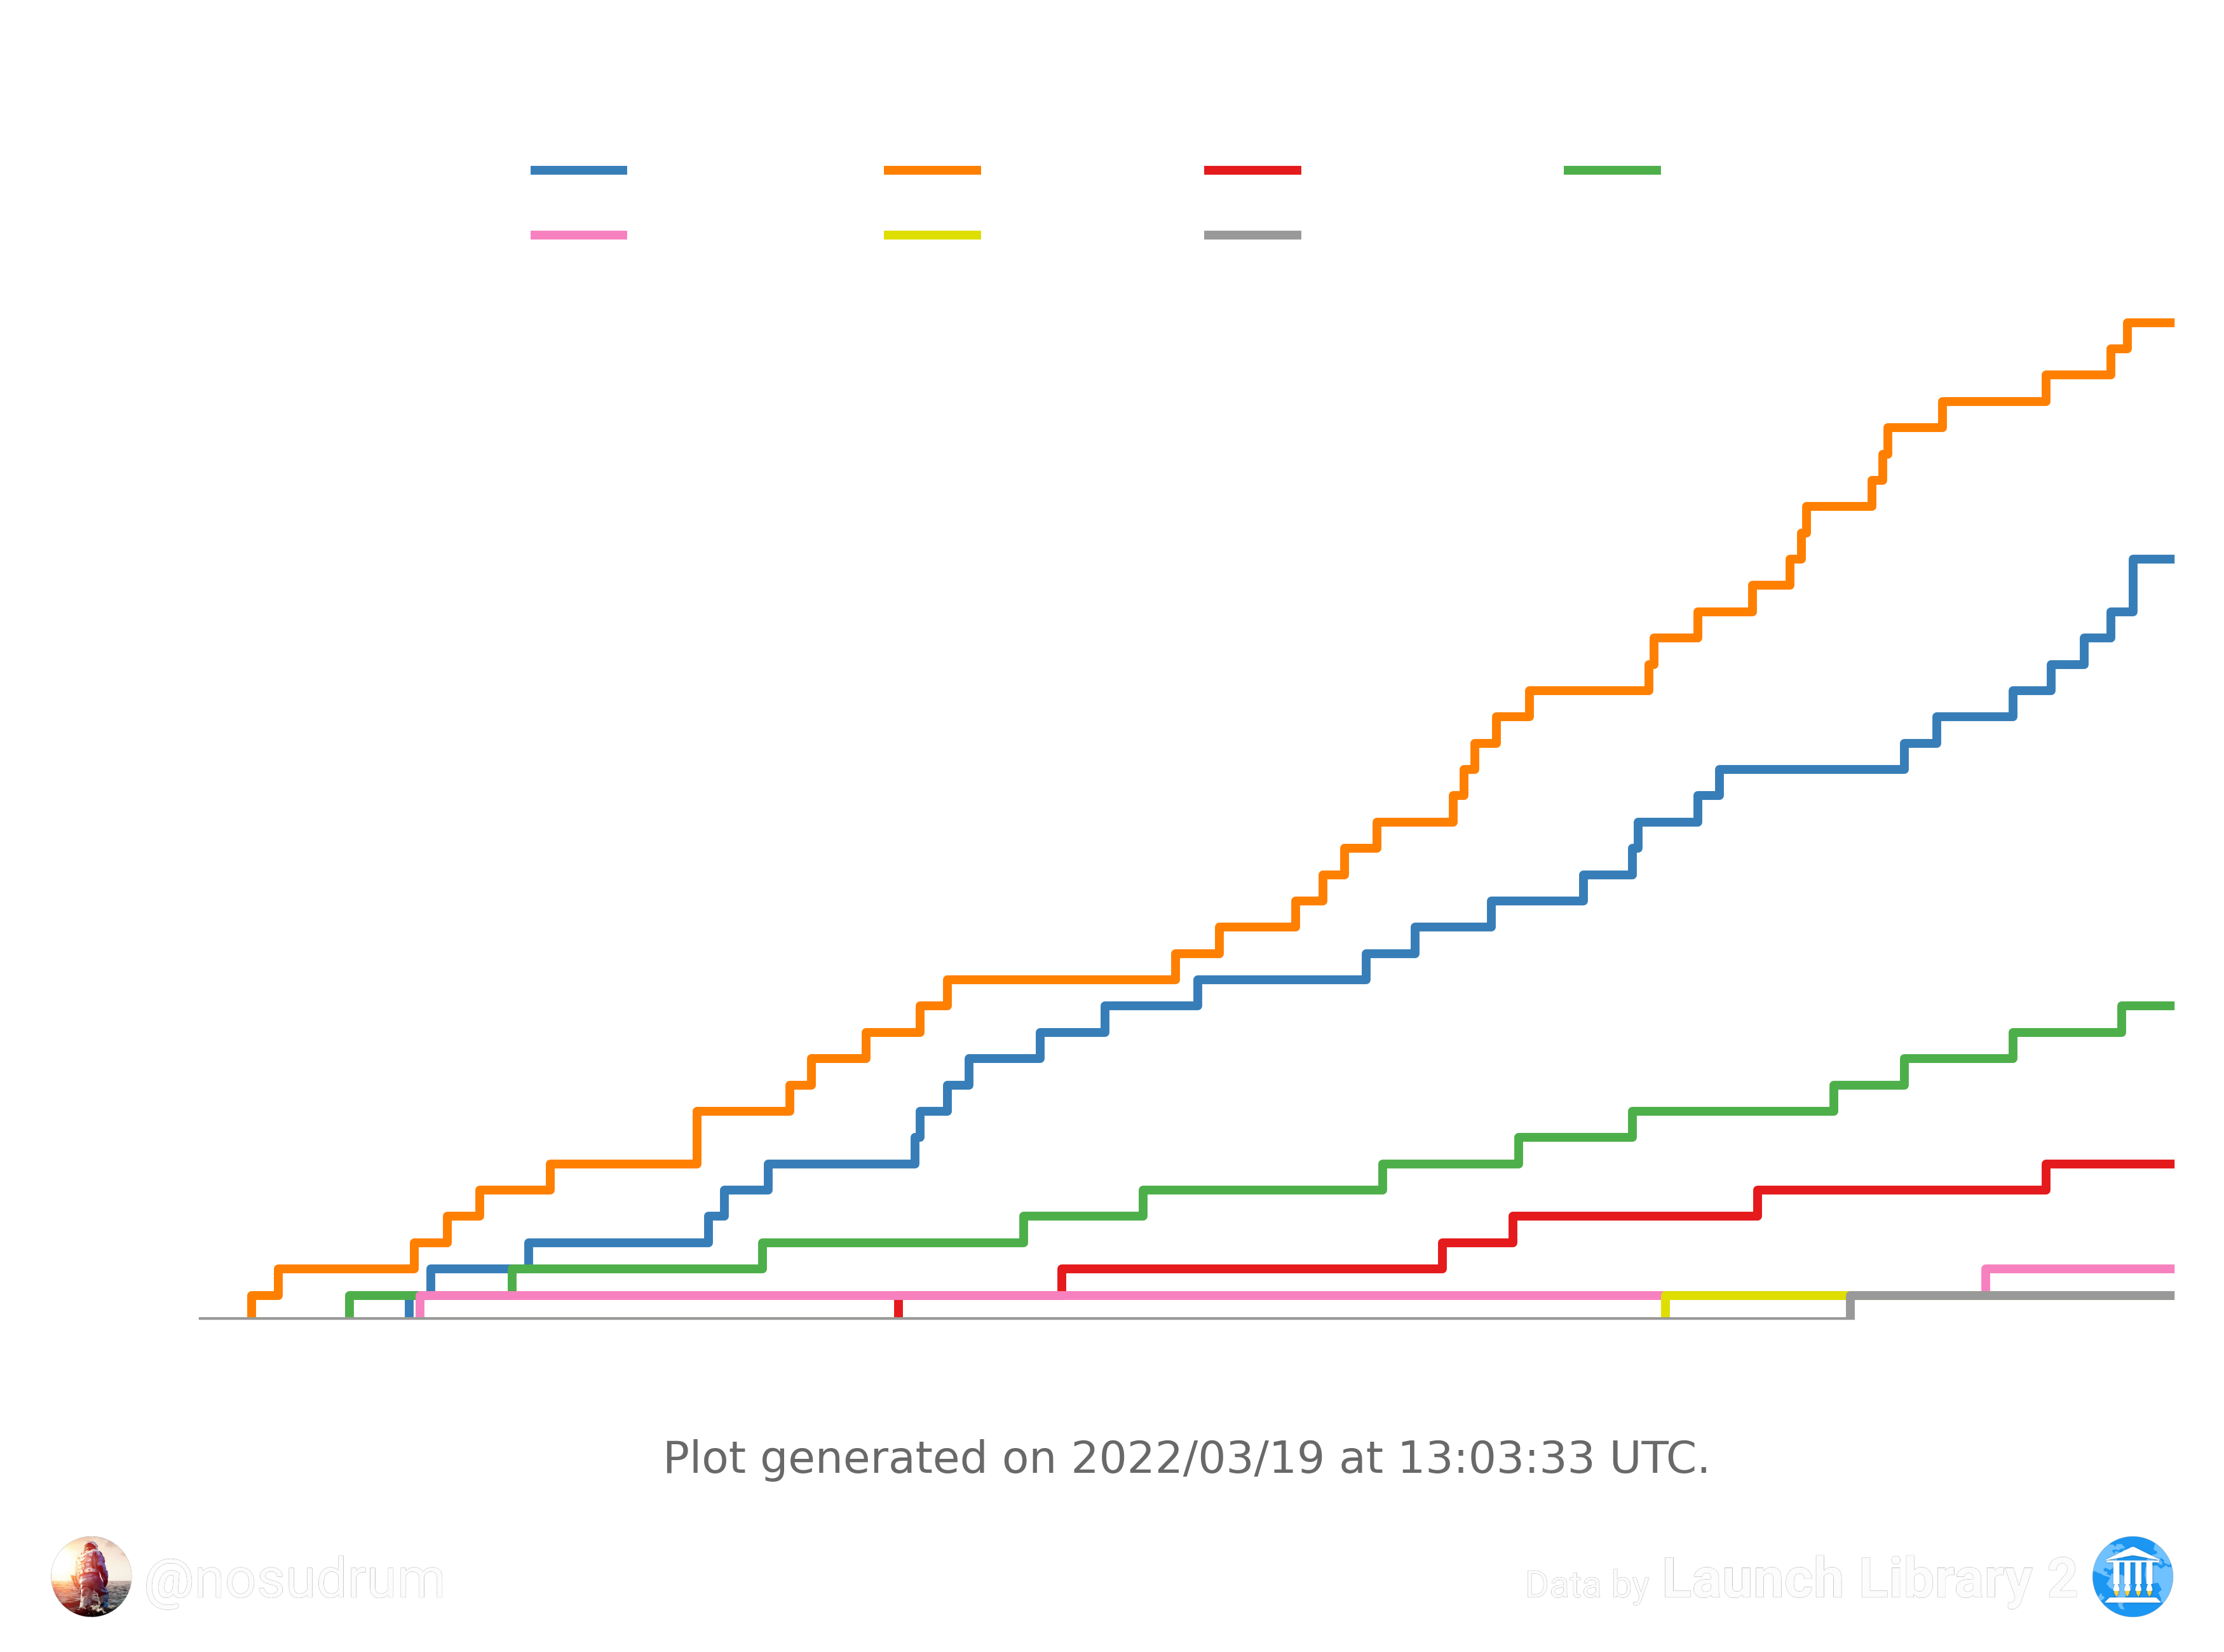 Plot generated on 2022/03/19 at 13:03:33 UTC.
@nosudrum
Data by Launch Library 2